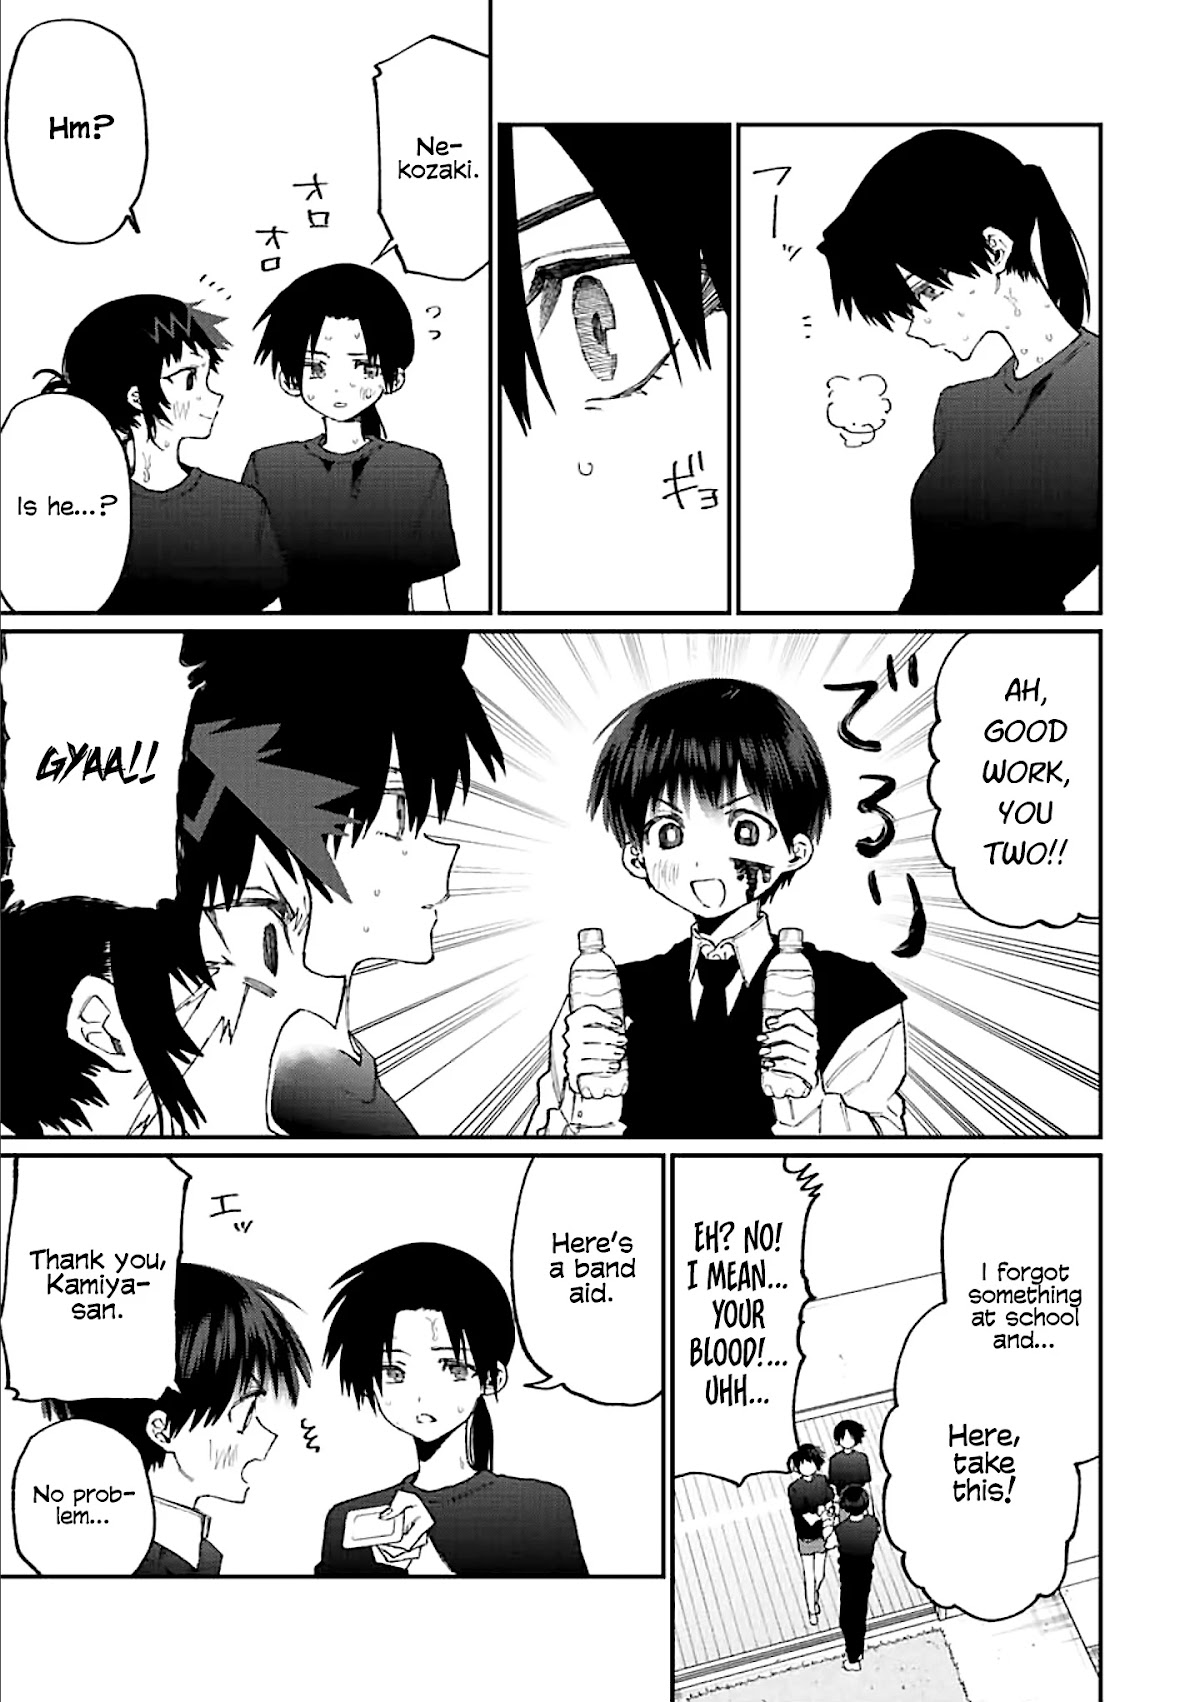 フーッ
ギョ
Ne-
kozaki.
オロ
オロ
Hm?
Is he...?
AH,
GOOD
WORK,
YOU
TWO!!
でろり
GYAA!!
I forgot
something
at school
and...
Here,
take
this!
EH? NO!
I MEAN...
YOUR
BLOOD!...
UHH...
Here's
a band
aid.
エッ
Thank you,
Kamiya-
san.
No prob-
lem...